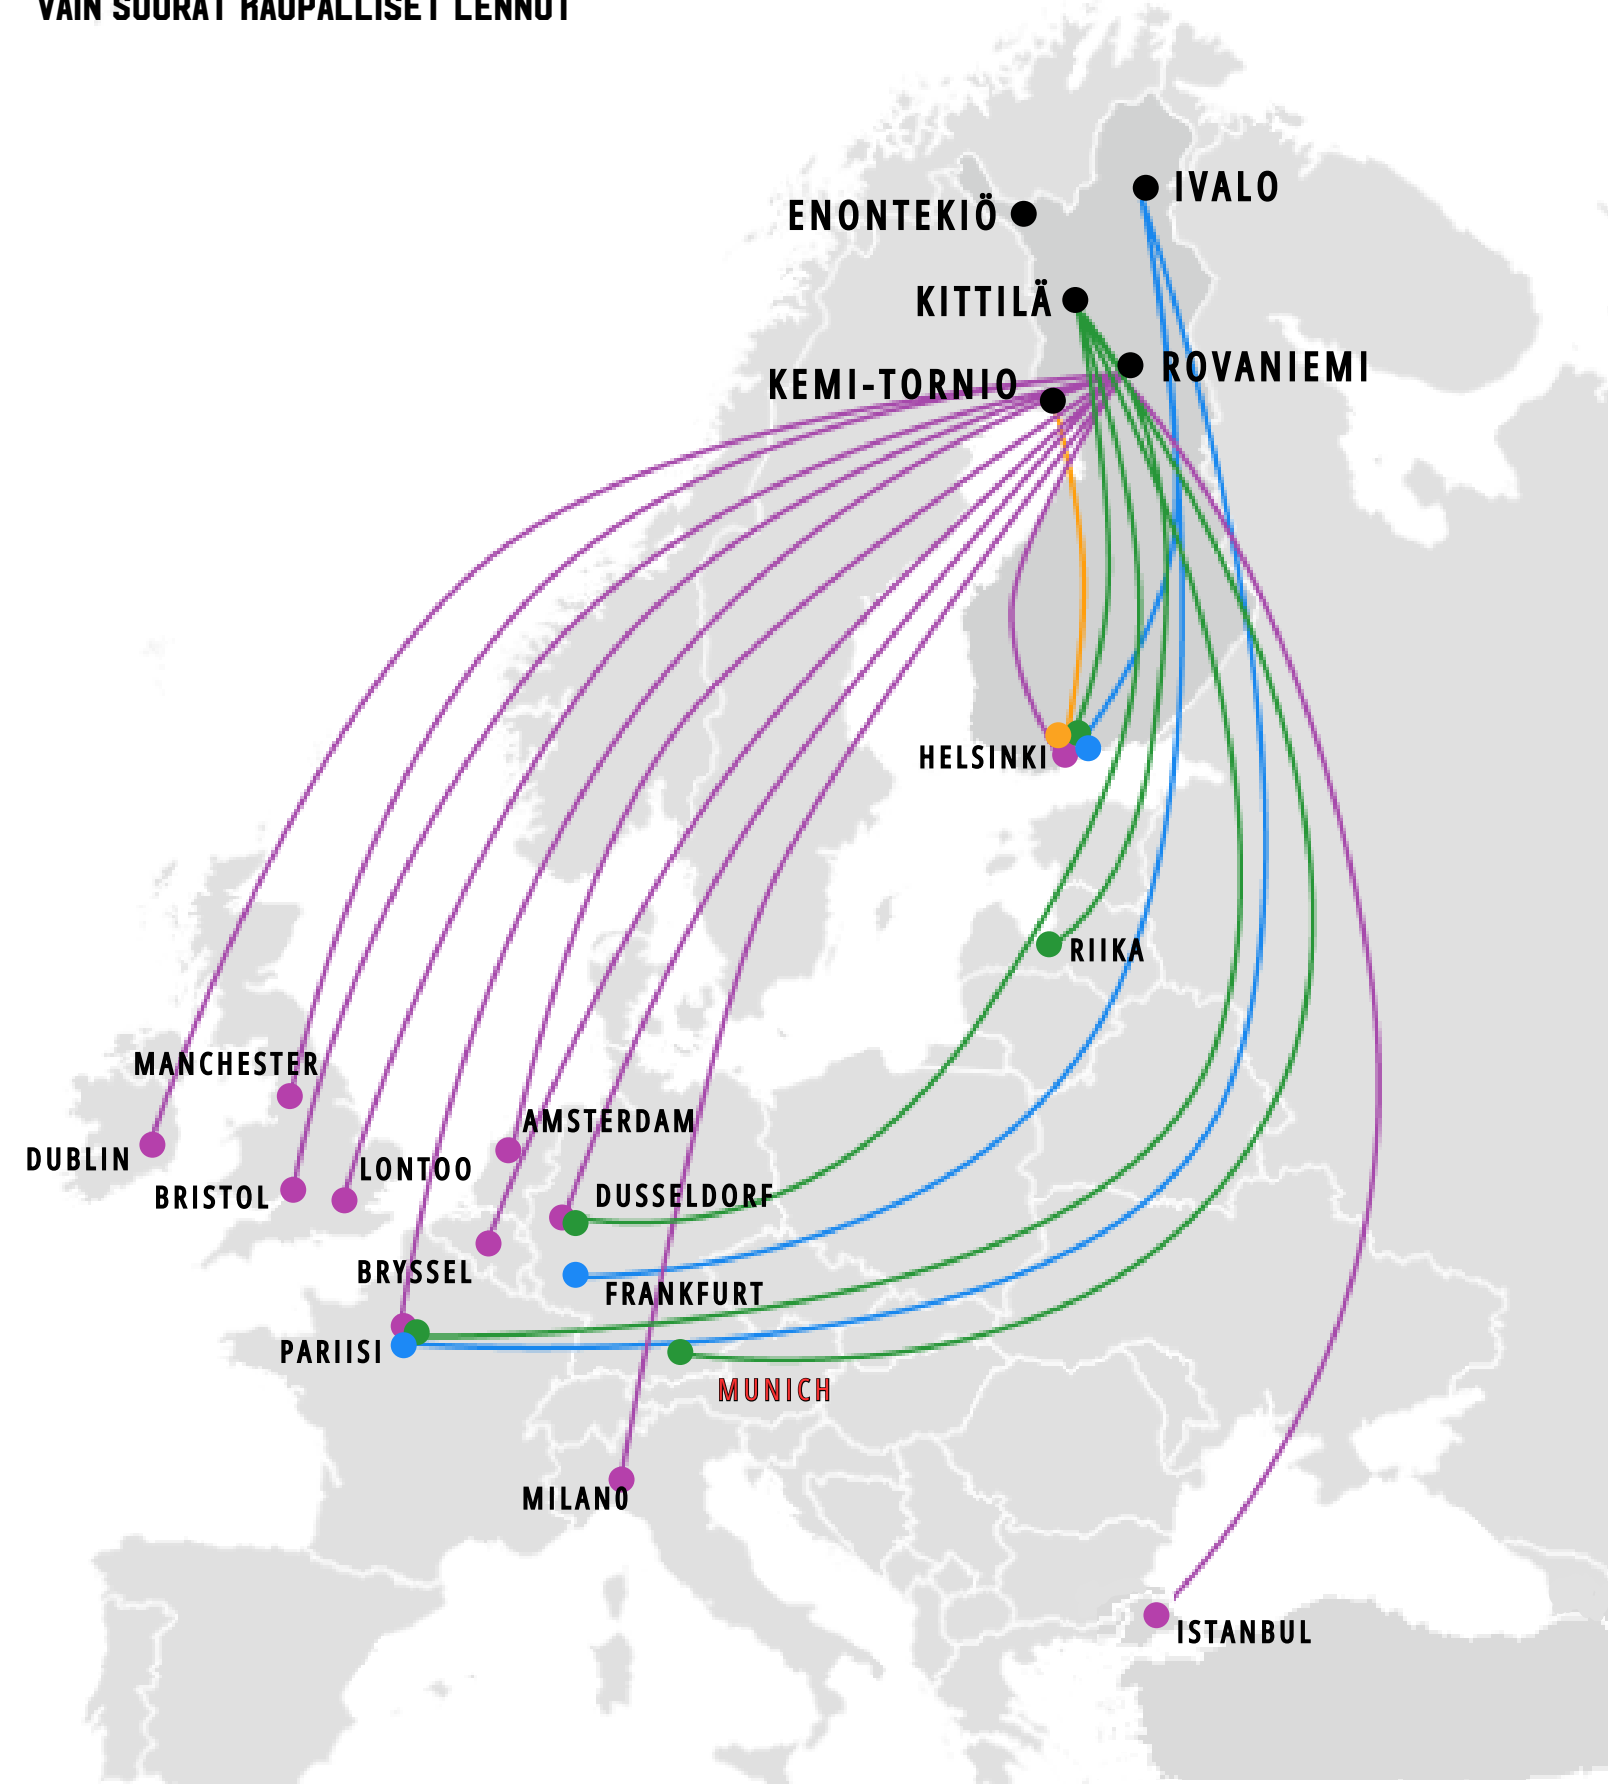 VAIN SUORAT KAUPALLISET LENNOT
IVALO
ENONTEKIÖ
KITTILÄ
ROVANIEMI
KEMI-TORNIO
HELSINKI
RIIKA
MANCHESTER
AMSTERDAM
DUBLIN
LONTOO
BRISTOL
DUSSELDORF
BRYSSEL
FRANKFURT
PARIISI
MUNICH
MILANO
ISTANBUL